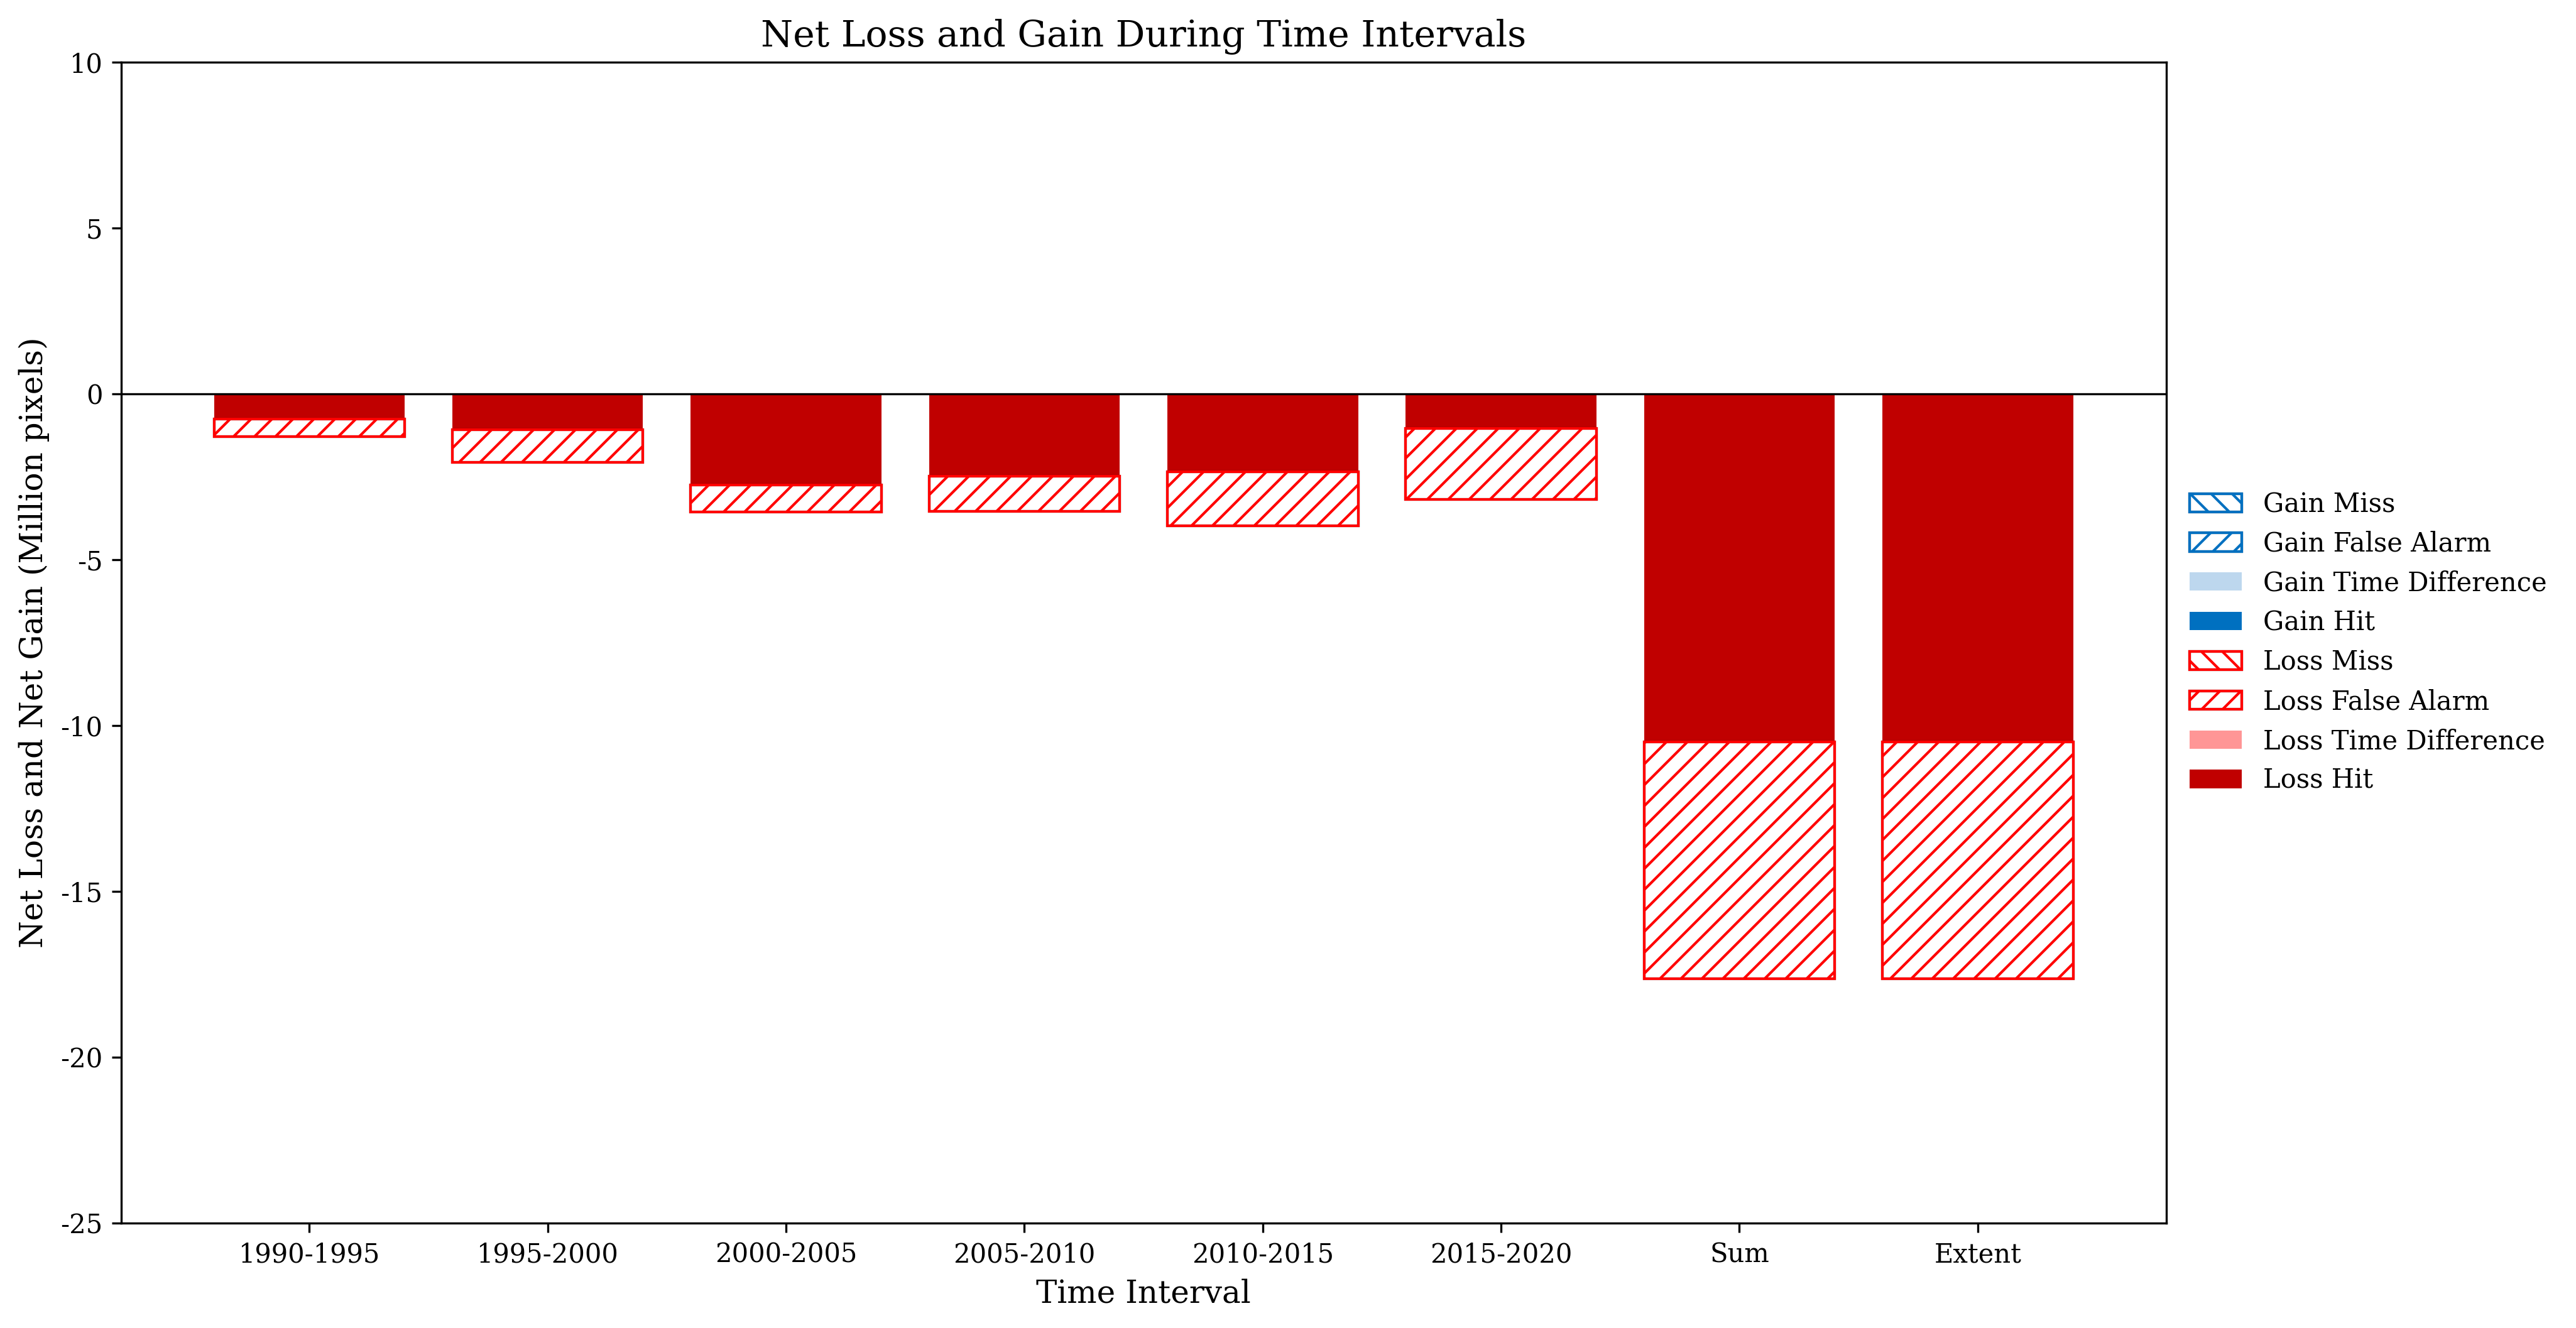 Net Loss and Gain During Time Intervals
Net Loss and Net Gain (Million pixels)
10
5
0
-5
-10
-15
-20
-25
1990-1995 1995-2000 2000-2005 2005-2010 2010-2015 2015-2020 Sum Extent
Time Interval
Gain Miss
Gain False Alarm
Gain Time Difference
Gain Hit
Loss Miss
Loss False Alarm
Loss Time Difference
Loss Hit